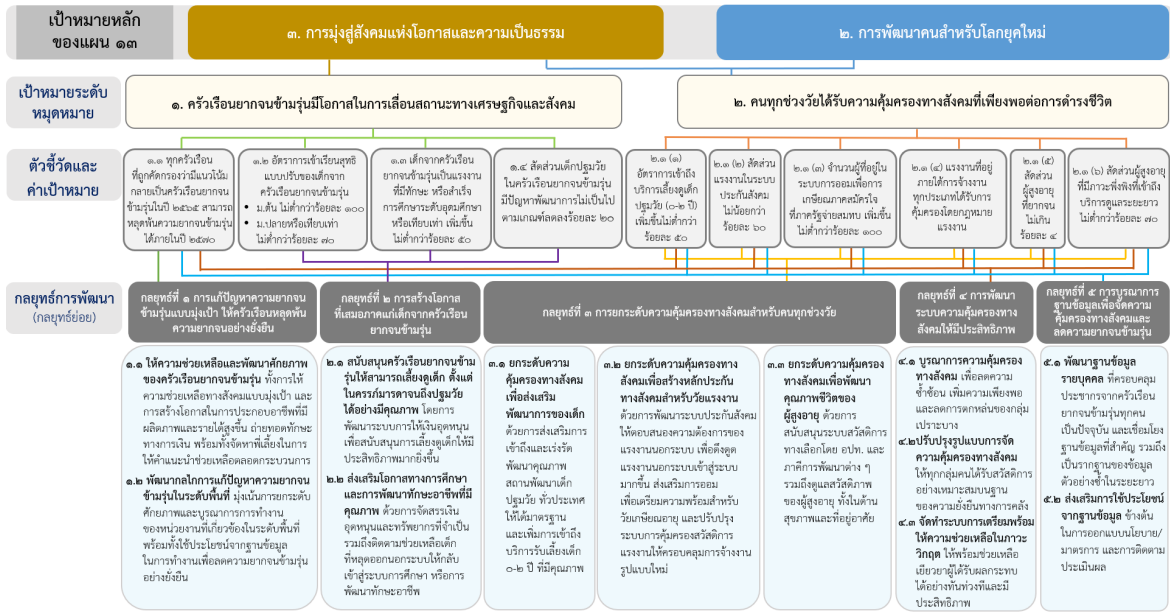 เป้าหมายหลัก
ของแผน ๑๓
๓. การมุ่งสู่สังคมแห่งโอกาสและความเป็นธรรม
๒. การพัฒนาคนสำหรับโลกยุคใหม่
เป้าหมายระดับ
หมุดหมาย
๑. ครัวเรือนยากจนข้ามรุ่นมีโอกาสในการเลื่อนสถานะทางเศรษฐกิจและสังคม
๒. คนทุกช่วงวัยได้รับความคุ้มครองทางสังคมที่เพียงพอต่อการดำรงชีวิต
ตัวชี้วัดและ
ค่าเป้าหมาย
๑.๑ ทุกครัวเรือน
ที่ถูกคัดกรองว่ามีแนวโน้ม
กลายเป็นครัวเรือนยากจน
ข้ามรุ่นในปี ๒๕๖๕ สามารถ
หลุดพ้นความยากจนข้ามรุ่น
ได้ภายในปี ๒๕๗๐
๑.๒ อัตราการเข้าเรียนสุทธิ
แบบปรับของเด็กจาก
ครัวเรือนยากจนข้ามรุ่น
• ม.ต้น ไม่ต่ำกว่าร้อยละ ๑๐๐
• ม.ปลายหรือเทียบเท่า
ไม่ต่ำกว่าร้อยละ ๗๐
๑.๓ เด็กจากครัวเรือน
ยากจนข้ามรุ่นเป็นแรงงาน
มีทักษะ หรือสำเร็จ
การศึกษาระดับอุดมศึกษา
หรือเทียบเท่า เพิ่มขึ้น
ไม่ต่ำกว่าร้อยละ ๕๐
๑.๔ สัดส่วนเด็กปฐมวัย
ในครัวเรือนยากจนข้ามรุ่น
มีปัญหาพัฒนาการไม่เป็นไป
ตามเกณฑ์ลดลงร้อยละ ๒๐
๒.๑ (๑)
อัตราการเข้าถึง
บริการเลี้ยงดูเด็ก
ปฐมวัย (๐-๒ ปี)
เพิ่มขึ้นไม่ต่ำกว่า
ร้อยละ ๕๐
๒.๑ (๒) สัดส่วน
แรงงานในระบบ
ประกันสังคม
ไม่น้อยกว่า
ร้อยละ ๖๐
๒.๑ (๓) จำนวนผู้ที่อยู่ใน
ระบบการออมเพื่อการ
เกษียณภาคสมัครใจ
ที่ภาครัฐจ่ายสมทบ เพิ่มขึ้น
ไม่ต่ำกว่าร้อยละ ๑๐๐
๒.๑ (๔) แรงงานที่อยู่
ภายใต้การจ้างงาน
ทุกประเภทได้รับการ
คุ้มครองโดยกฎหมาย
แรงงาน
๒.๑ (๕)
สัดส่วน
ผู้สูงอายุ
ที่ยากจน
ไม่เกิน
ร้อยละ ๔
๒.๑ (๖) สัดส่วนผู้สูงอายุ
ที่มีภาวะพึ่งพิงที่เข้าถึง
บริการดูแลระยะยาว
ไม่ต่ำกว่าร้อยละ ๗๐
กลยุทธ์การพัฒนา
(กลยุทธ์ย่อย)
กลยุทธ์ที่ ๑ การแก้ปัญหาความยากจน
ข้ามรุ่นแบบมุ่งเป้า ให้ครัวเรือนหลุดพ้น
ความยากจนอย่างยั่งยืน
กลยุทธ์ที่ ๒ การสร้างโอกาส
ที่เสมอภาคแก่เด็กจากครัวเรือน
ยากจนข้ามรุ่น
กลยุทธ์ที่ ๓ การยกระดับความคุ้มครองทางสังคมสำหรับคนทุกช่วงวัย
กลยุทธ์ที่ ๔ การพัฒนา
ระบบความคุ้มครองทาง
สังคมให้มีประสิทธิภาพ
กลยุทธ์ที่ ๕ การบูรณาการ
ฐานข้อมูลเพื่อจัดความ
คุ้มครองทางสังคมและ
ลดความยากจนข้ามรุ่น
๑.๑ ให้ความช่วยเหลือและพัฒนาศักยภาพ
ของครัวเรือนยากจนข้ามรุ่น ทั้งการให้
ความช่วยเหลือทางสังคมแบบมุ่งเป้า และ
การสร้างโอกาสในการประกอบอาชีพที่มี
ผลิตภาพและรายได้สูงขึ้น ถ่ายทอดทักษะ
ทางการเงิน พร้อมทั้งจัดหาพี่เลี้ยงในการ
ให้คำแนะนำช่วยเหลือตลอดกระบวนการ
๑.๒ พัฒนากลไกการแก้ปัญหาความยากจน
ข้ามรุ่นในระดับพื้นที่ มุ่งเน้นการยกระดับ
ศักยภาพและบูรณาการการทำงาน
ของหน่วยงานที่เกี่ยวข้องในระดับพื้นที่
พร้อมทั้งใช้ประโยชน์จากฐานข้อมูล
ในการทำงานเพื่อลดความยากจนข้ามรุ่น
อย่างยั่งยืน
๒.๑ สนับสนุนครัวเรือนยากจนข้าม
รุ่นให้สามารถเลี้ยงดูเด็ก ตั้งแต่
ในครรภ์มารดาจนถึงปฐมวัย
ได้อย่างมีคุณภาพ โดยการ
พัฒนาระบบการให้เงินอุดหนุน
เพื่อสนับสนุนการเลี้ยงดูเด็กให้มี
ประสิทธิภาพมากยิ่งขึ้น
๒.๒ ส่งเสริมโอกาสทางการศึกษา
และการพัฒนาทักษะอาชีพที่มี
คุณภาพ ด้วยการจัดสรรเงิน
อุดหนุนและทรัพยากรที่จำเป็น
รวมถึงติดตามช่วยเหลือเด็ก
ที่หลุดออกนอกระบบให้กลับ
เข้าสู่ระบบการศึกษา หรือการ
พัฒนาทักษะอาชีพ
๓.๑ ยกระดับความ
คุ้มครองทางสังคม
เพื่อส่งเสริม
พัฒนาการของเด็ก
ด้วยการส่งเสริมการ
เข้าถึงและเร่งรัด
พัฒนาคุณภาพ
สถานพัฒนาเด็ก
ปฐมวัย ทั่วประเทศ
ให้ได้มาตรฐาน
และเพิ่มการเข้าถึง
บริการรับเลี้ยงเด็ก
๐-๒ ปี ที่มีคุณภาพ
๓.๒ ยกระดับความคุ้มครองทาง
สังคมเพื่อสร้างหลักประกัน
ทางสังคมสำหรับวัยแรงงาน
ด้วยการพัฒนาระบบประกันสังคม
ให้ตอบสนองความต้องการของ
แรงงานนอกระบบ เพื่อดึงดูด
แรงงานนอกระบบเข้าสู่ระบบ
มากขึ้น ส่งเสริมการออม
เพื่อเตรียมความพร้อมสำหรับ
วัยเกษียณอายุ และปรับปรุง
ระบบการคุ้มครองสวัสดิการ
แรงงานให้ครอบคลุมการจ้างงาน
รูปแบบใหม่
๓.๓ ยกระดับความคุ้มครอง
ทางสังคมเพื่อพัฒนา
คุณภาพชีวิตของ
ผู้สูงอายุ ด้วยการ
สนับสนุนระบบสวัสดิการ
ทางเลือกโดย อปท. และ
ภาคีการพัฒนาต่าง ๆ
รวมถึงดูแลสวัสดิภาพ
ของผู้สูงอายุ ทั้งในด้าน
สุขภาพและที่อยู่อาศัย
๔.๑ บูรณาการความคุ้มครอง
ทางสังคม เพื่อลดความ
ซ้ำซ้อน เพิ่มความเพียงพอ
และลดการตกหล่นของกลุ่ม
เปราะบาง
๔.๒ปรับปรุงรูปแบบการจัด
ความคุ้มครองทางสังคม
ให้ทุกกลุ่มคนได้รับสวัสดิการ
อย่างเหมาะสมบนฐาน
ของความยั่งยืนทางการคลัง
๔.๓ จัดทำระบบการเตรียมพร้อม
ให้ความช่วยเหลือในภาวะ
วิกฤต ให้พร้อมช่วยเหลือ
เยียวยาผู้ได้รับผลกระทบ
ได้อย่างทันท่วงทีและมี
ประสิทธิภาพ
๕.๑ พัฒนาฐานข้อมูล
รายบุคคล ที่ครอบคลุม
ประชากรจากครัวเรือน
ยากจนข้ามรุ่นทุกคน
เป็นปัจจุบัน และเชื่อมโยง
ฐานข้อมูลที่สำคัญ รวมถึง
เป็นรากฐานของข้อมูล
ตัวอย่างซ้ำในระยะยาว
๕.๒ ส่งเสริมการใช้ประโยชน์
จากฐานข้อมูล ข้างต้น
ในการออกแบบนโยบาย/
มาตรการ และการติดตาม
ประเมินผล